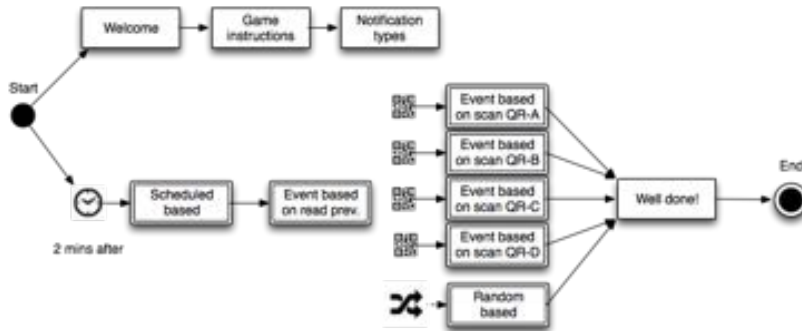 Welcome
Game
instructions
Notification
types
Start
Event based
on scan QR-A
Event based
on scan QR-B
Event based
on scan QR-C
Event based
on scan QR-D
Random
based
Scheduled
based
Event based
on read prev.
2 mins after
Well done!
End